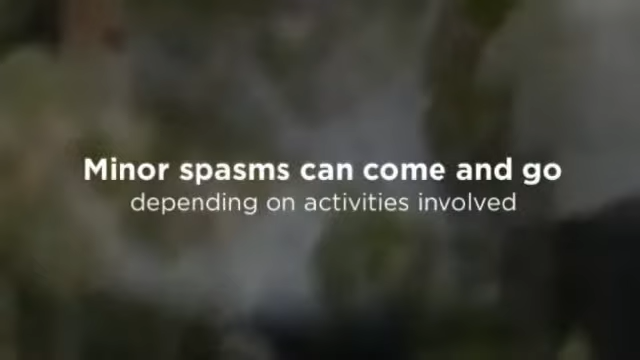 Minor spasms can come and go
depending on activities involved